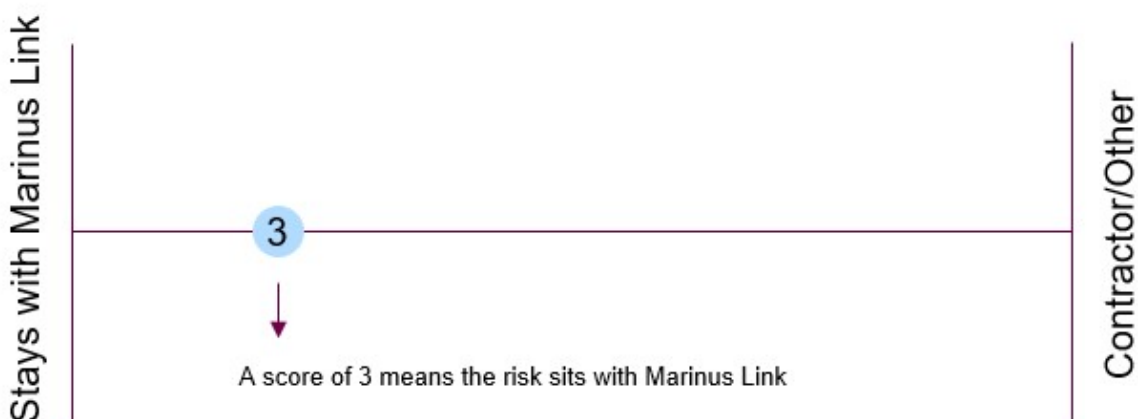 Stays with Marinus Link
3
A score of 3 means the risk sits with Marinus Link
Contractor/Other